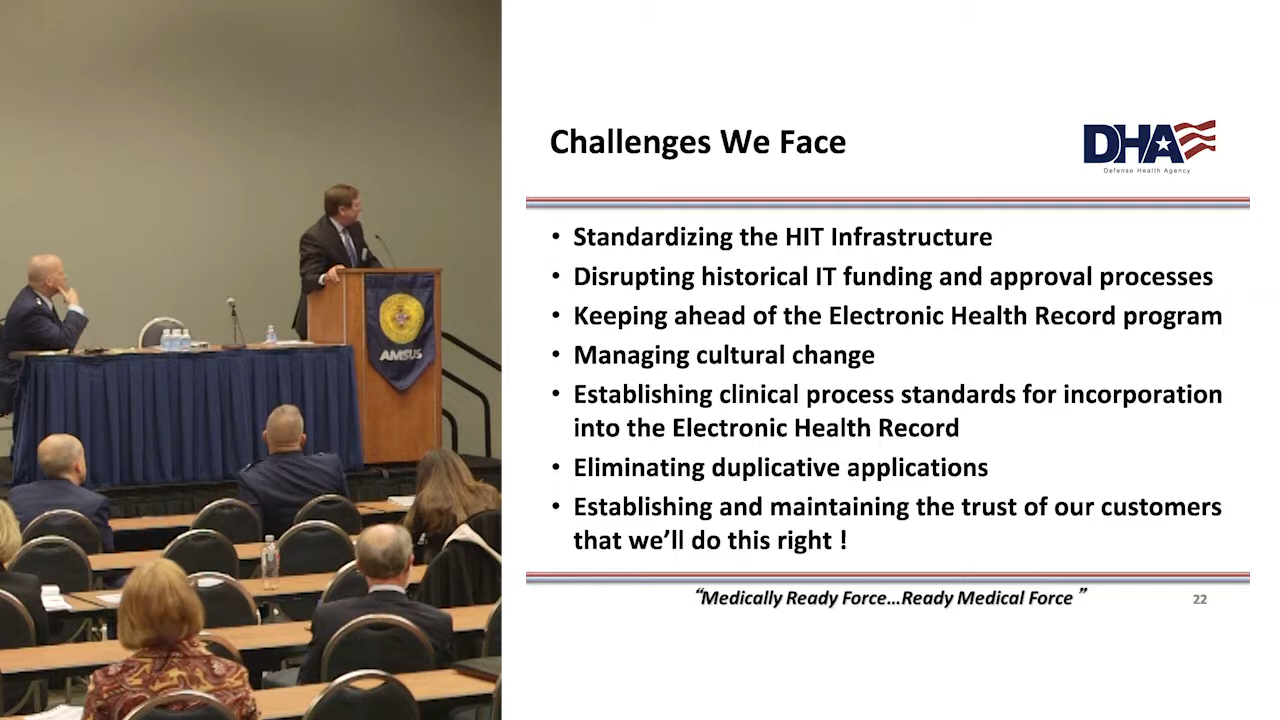 Challenges We Face
DHA
Defense Health Agency
• Standardizing the HIT Infrastructure
• Disrupting historical IT funding and approval processes
• Keeping ahead of the Electronic Health Record program
• Managing cultural change
• Establishing clinical process standards for incorporation
into the Electronic Health Record
• Eliminating duplicative applications
• Establishing and maintaining the trust of our customers
that we’ll do this right !
“Medically Ready Force…Ready Medical Force ”
22
AMSUS